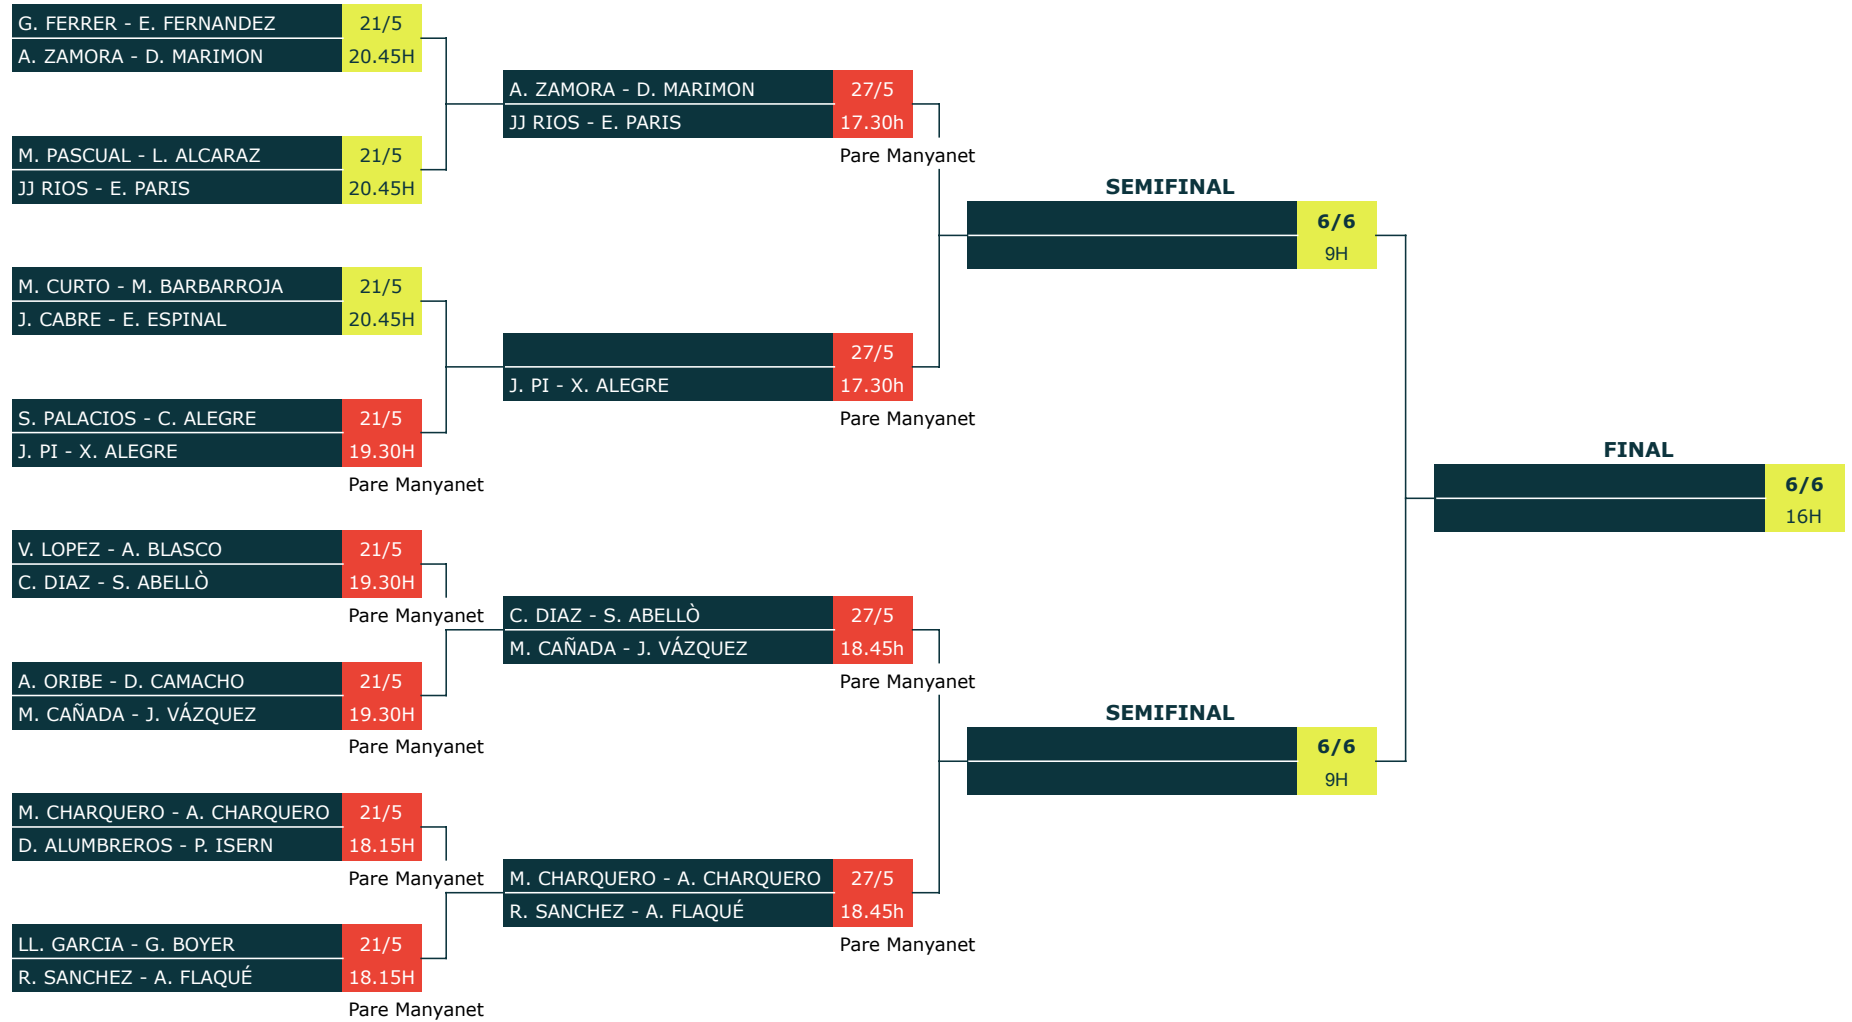 G. FERRER - E. FERNANDEZ 21/5
A. ZAMORA - D. MARIMON 20.45H
M. PASCUAL - L. ALCARAZ 21/5
JJ RIOS - E. PARIS 20.45H
M. CURTO - M. BARBARROJA 21/5
J. CABRE - E. ESPINAL 20.45H
S. PALACIOS - C. ALEGRE 21/5
J. PI - X. ALEGRE 19.30H
Pare Manyanet
V. LOPEZ - A. BLASCO 21/5
C. DIAZ - S. ABELLÒ 19.30H
Pare Manyanet
A. ORIBE - D. CAMACHO 21/5
M. CAÑADA - J. VÁZQUEZ 19.30H
Pare Manyanet
M. CHARQUERO - A. CHARQUERO 21/5
D. ALUMBREROS - P. ISERN 18.15H
Pare Manyanet
LL. GARCIA - G. BOYER 21/5
R. SANCHEZ - A. FLAQUÉ 18.15H
Pare Manyanet
A. ZAMORA - D. MARIMON 27/5
JJ RIOS - E. PARIS 17.30h
Pare Manyanet
27/5
J. PI - X. ALEGRE 17.30h
Pare Manyanet
C. DIAZ - S. ABELLÒ 27/5
M. CAÑADA - J. VÁZQUEZ 18.45h
Pare Manyanet
M. CHARQUERO - A. CHARQUERO 27/5
R. SANCHEZ - A. FLAQUÉ 18.45h
Pare Manyanet
SEMIFINAL
6/6
9H
SEMIFINAL
6/6
9H
FINAL
6/6
16H